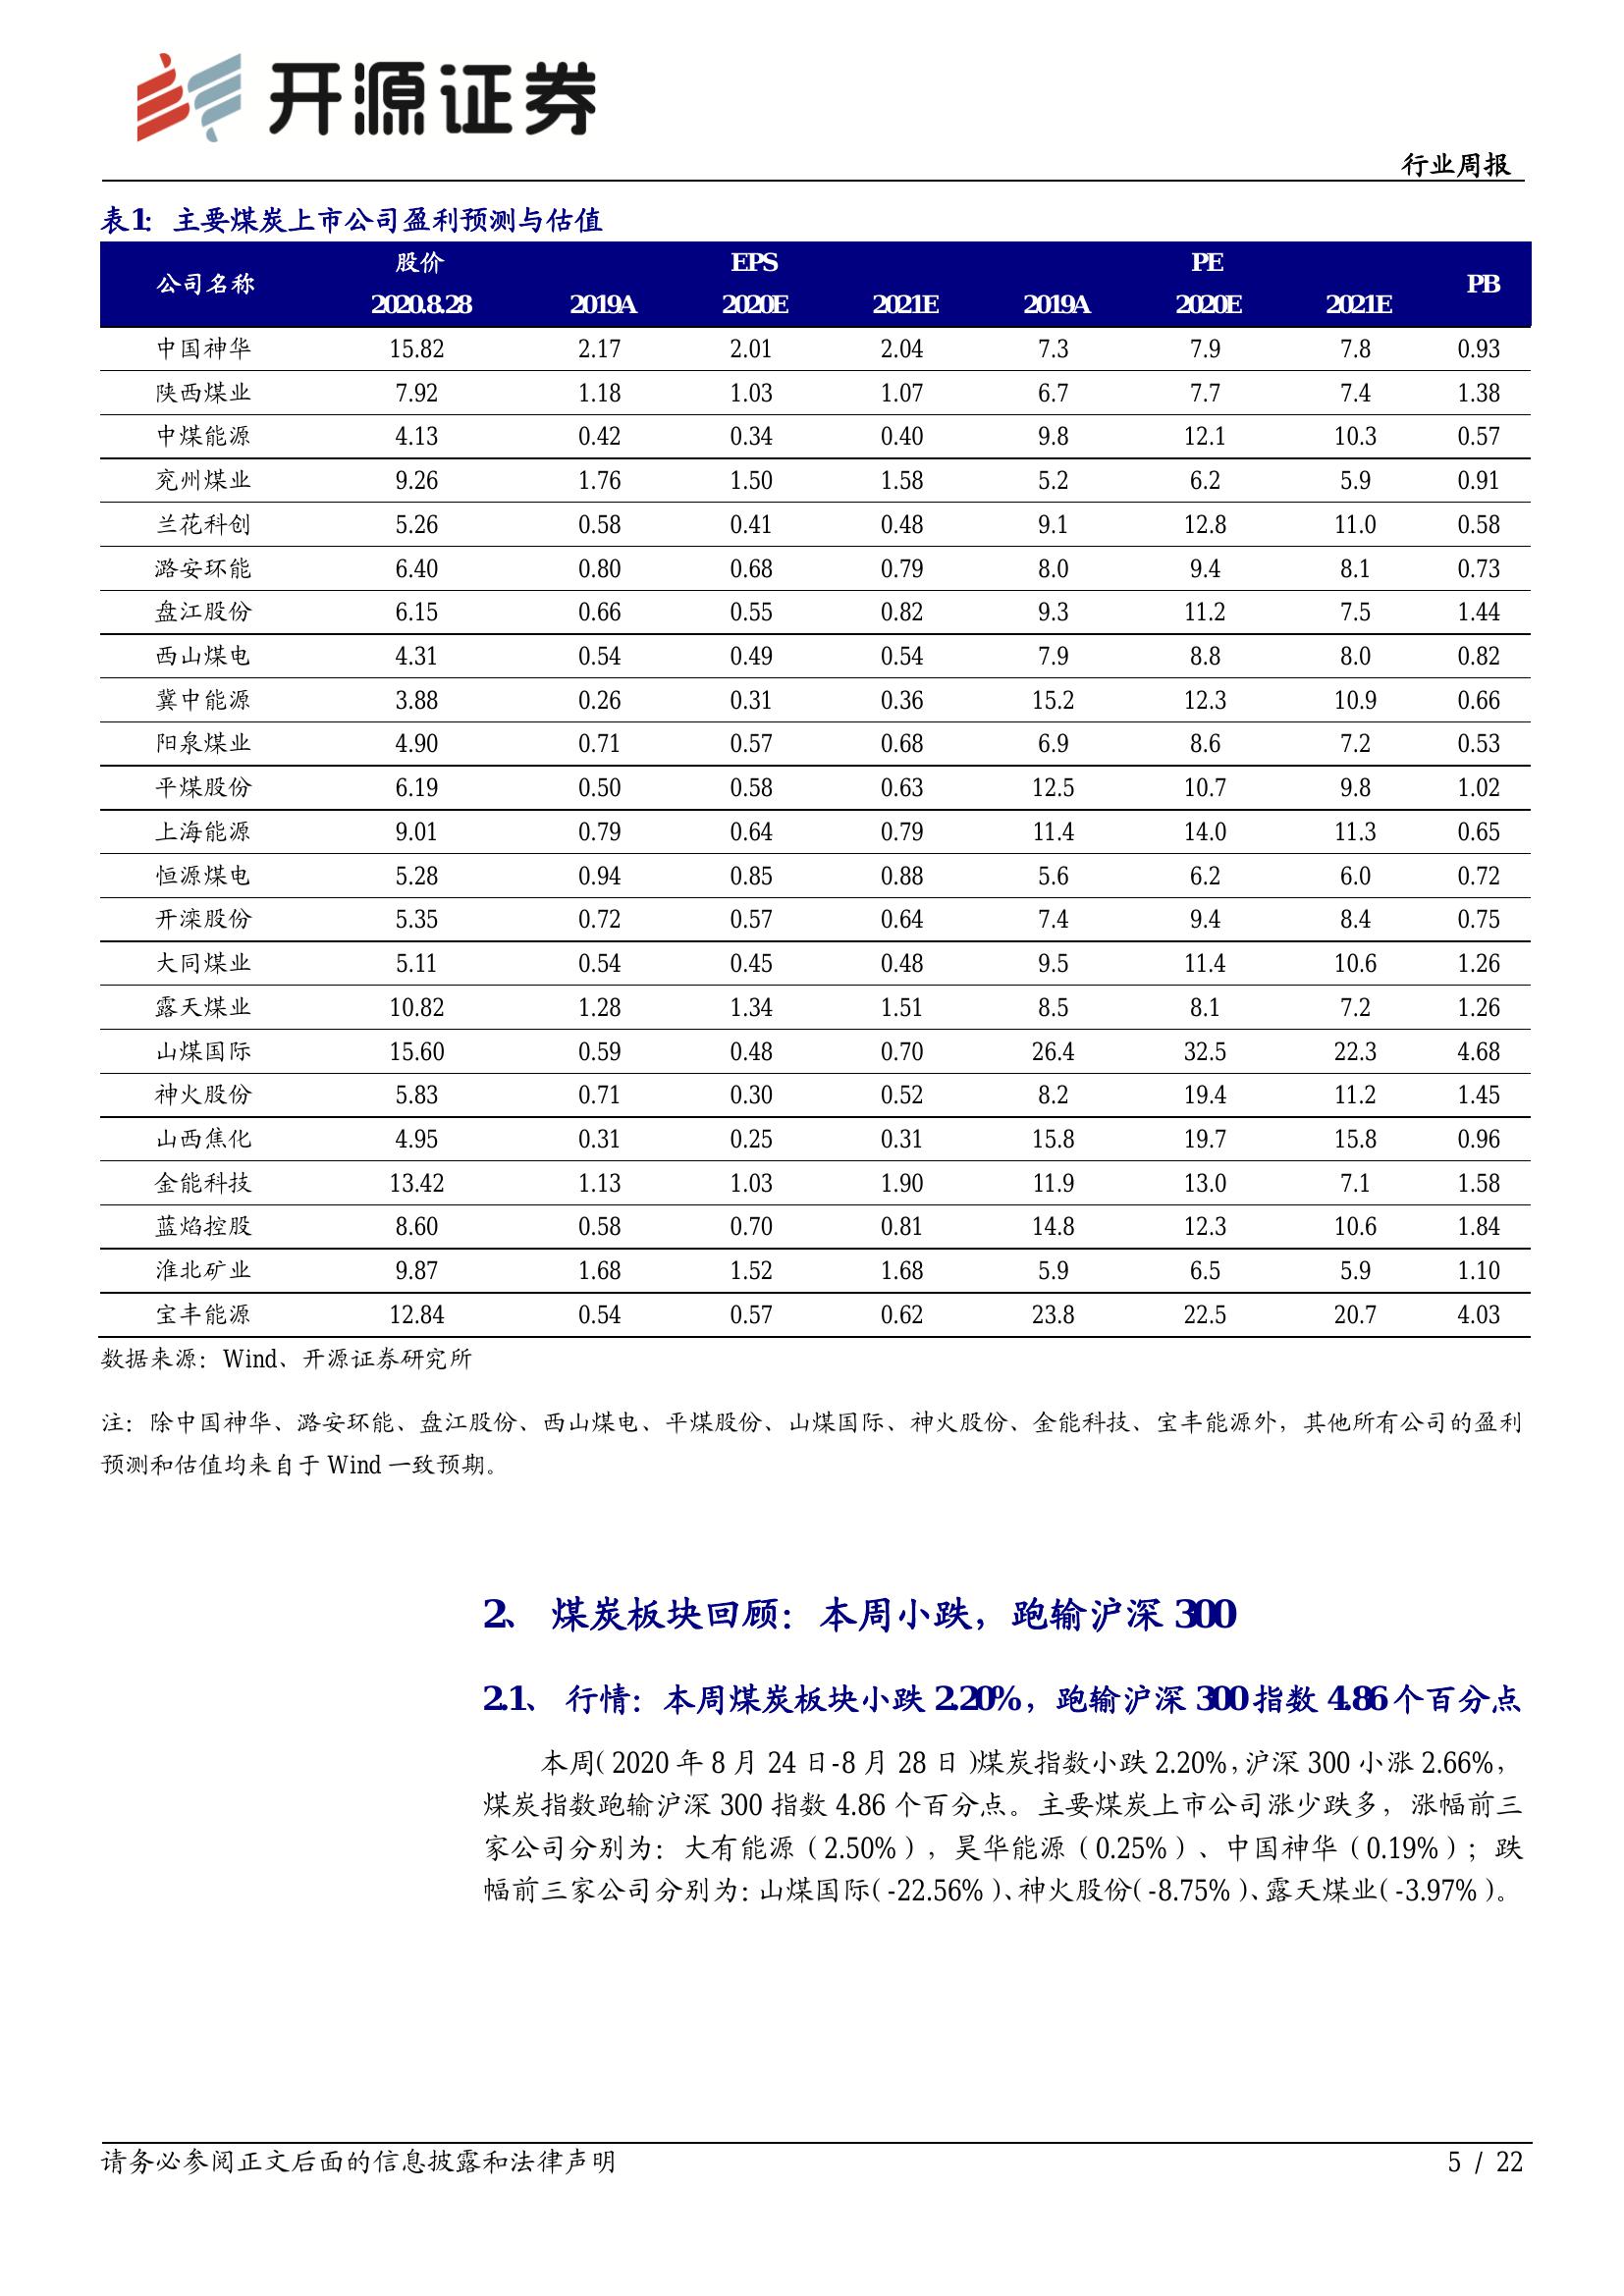 开源证券
行业周报
表1：主要煤炭上市公司盈利预测与估值
公司名称 股价 EPS PE PB
2020.8.28 2019A 2020E 2021E 2019A 2020E 2021E
中国神华 15.82 2.17 2.01 2.04 7.3 7.9 7.8 0.93
陕西煤业 7.92 1.18 1.03 1.07 6.7 7.7 7.4 1.38
中煤能源 4.13 0.42 0.34 0.40 9.8 12.1 10.3 0.57
兖州煤业 9.26 1.76 1.50 1.58 5.2 6.2 5.9 0.91
兰花科创 5.26 0.58 0.41 0.48 9.1 12.8 11.0 0.58
潞安环能 6.40 0.80 0.68 0.79 8.0 9.4 8.1 0.73
盘江股份 6.15 0.66 0.55 0.82 9.3 11.2 7.5 1.44
西山煤电 4.31 0.54 0.49 0.54 7.9 8.8 8.0 0.82
冀中能源 3.88 0.26 0.31 0.36 15.2 12.3 10.9 0.66
阳泉煤业 4.90 0.71 0.57 0.68 6.9 8.6 7.2 0.53
平煤股份 6.19 0.50 0.58 0.63 12.5 10.7 9.8 1.02
上海能源 9.01 0.79 0.64 0.79 11.4 14.0 11.3 0.65
恒源煤电 5.28 0.94 0.85 0.88 5.6 6.2 6.0 0.72
开滦股份 5.35 0.72 0.57 0.64 7.4 9.4 8.4 0.75
大同煤业 5.11 0.54 0.45 0.48 9.5 11.4 10.6 1.26
露天煤业 10.82 1.28 1.34 1.51 8.5 8.1 7.2 1.26
山煤国际 15.60 0.59 0.48 0.70 26.4 32.5 22.3 4.68
神火股份 5.83 0.71 0.30 0.52 8.2 19.4 11.2 1.45
山西焦化 4.95 0.31 0.25 0.31 15.8 19.7 15.8 0.96
金能科技 13.42 1.13 1.03 1.90 11.9 13.0 7.1 1.58
蓝焰控股 8.60 0.58 0.70 0.81 14.8 12.3 10.6 1.84
淮北矿业 9.87 1.68 1.52 1.68 5.9 6.5 5.9 1.10
宝丰能源 12.84 0.54 0.57 0.62 23.8 22.5 20.7 4.03
数据来源：Wind、开源证券研究所
注：除中国神华、潞安环能、盘江股份、西山煤电、平煤股份、山煤国际、神火股份、金能科技、宝丰能源外，其他所有公司的盈利
预测和估值均来自于 Wind 一致预期。
2、 煤炭板块回顾：本周小跌，跑输沪深 300
2.1、 行情：本周煤炭板块小跌 2.20%，跑输沪深 300 指数 4.86 个百分点
本周（2020 年 8 月 24 日-8 月 28 日）煤炭指数小跌 2.20%，沪深 300 小涨 2.66%，
煤炭指数跑输沪深 300 指数 4.86 个百分点。主要煤炭上市公司涨少跌多，涨幅前三
家公司分别为：大有能源（2.50%），昊华能源（0.25%）、中国神华（0.19%）；跌
幅前三家公司分别为：山煤国际（-22.56%）、神火股份（-8.75%）、露天煤业（-3.97%）。
请务必参阅正文后面的信息披露和法律声明
5 / 22